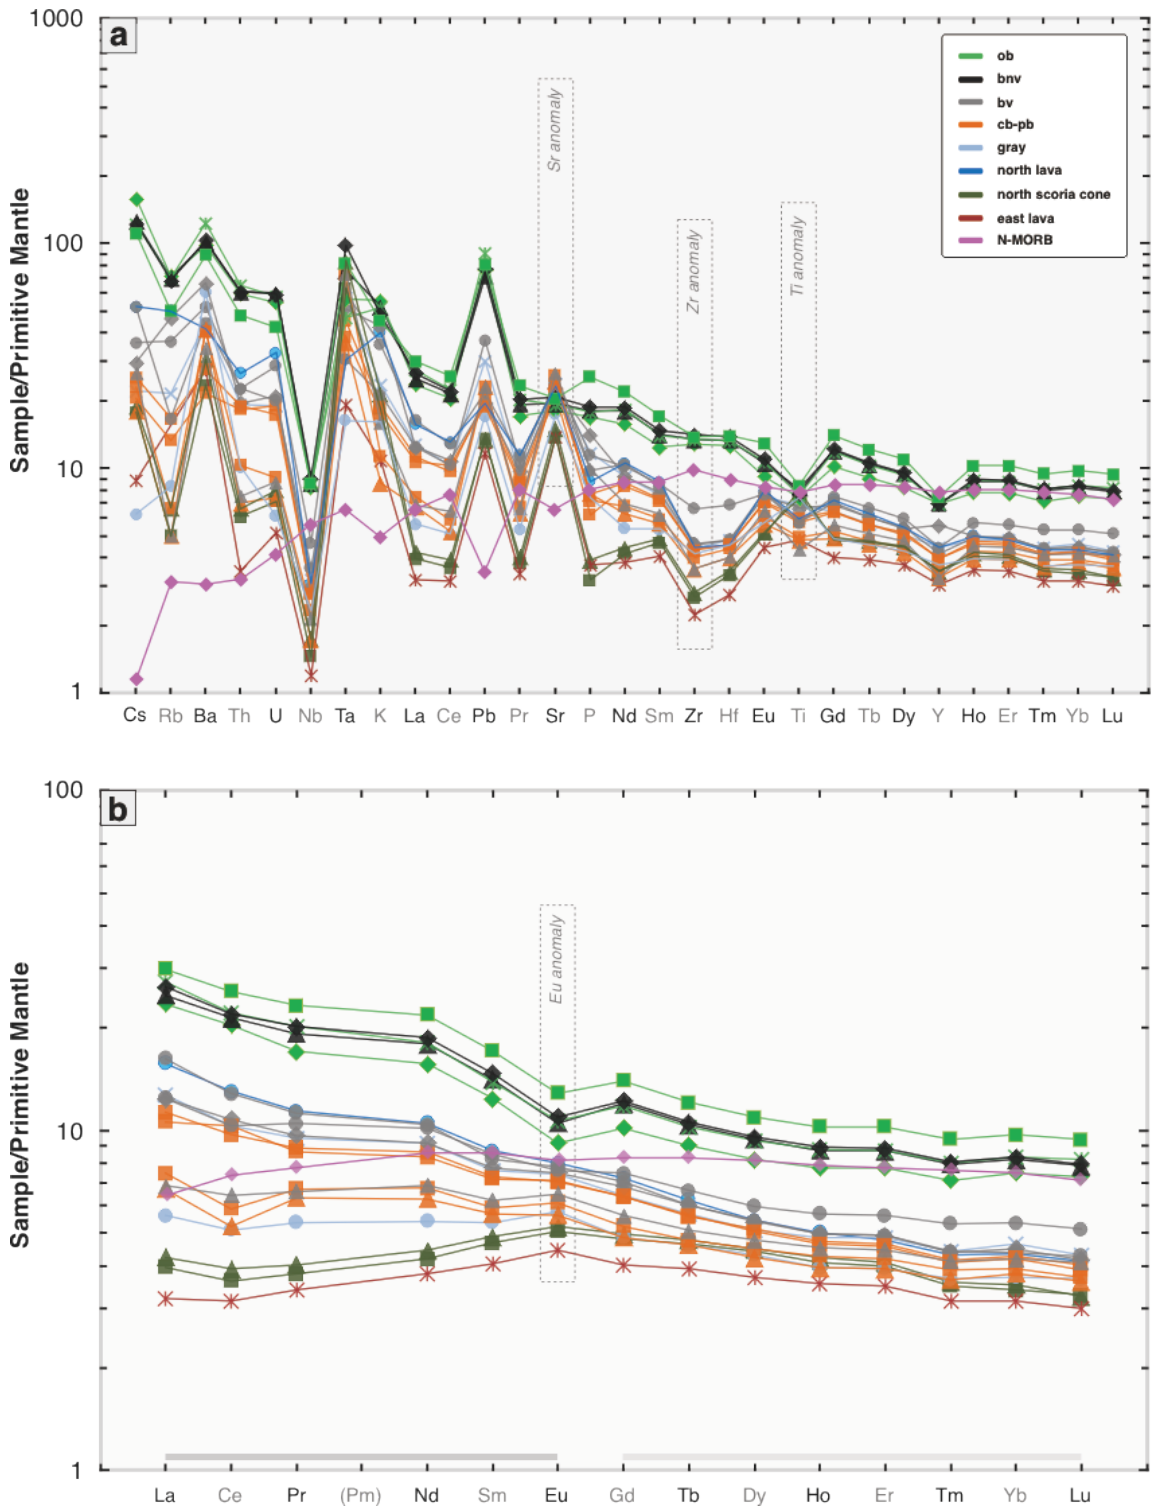 a
1000
100
10
1
Sample/Primitive Mantle
Sr anomaly
Zr anomaly
Ti anomaly
ob
bnv
bv
cb-pb
gray
north lava
north scoria cone
east lava
N-MORB
Cs Rb Ba Th U Nb Ta K La Ce Pb Pr Sr P Nd Sm Zr Hf Eu Ti Gd Tb Dy Y Ho Er Tm Yb Lu
b
100
10
1
Sample/Primitive Mantle
Eu anomaly
La Ce Pr (Pm) Nd Sm Eu Gd Tb Dy Ho Er Tm Yb Lu